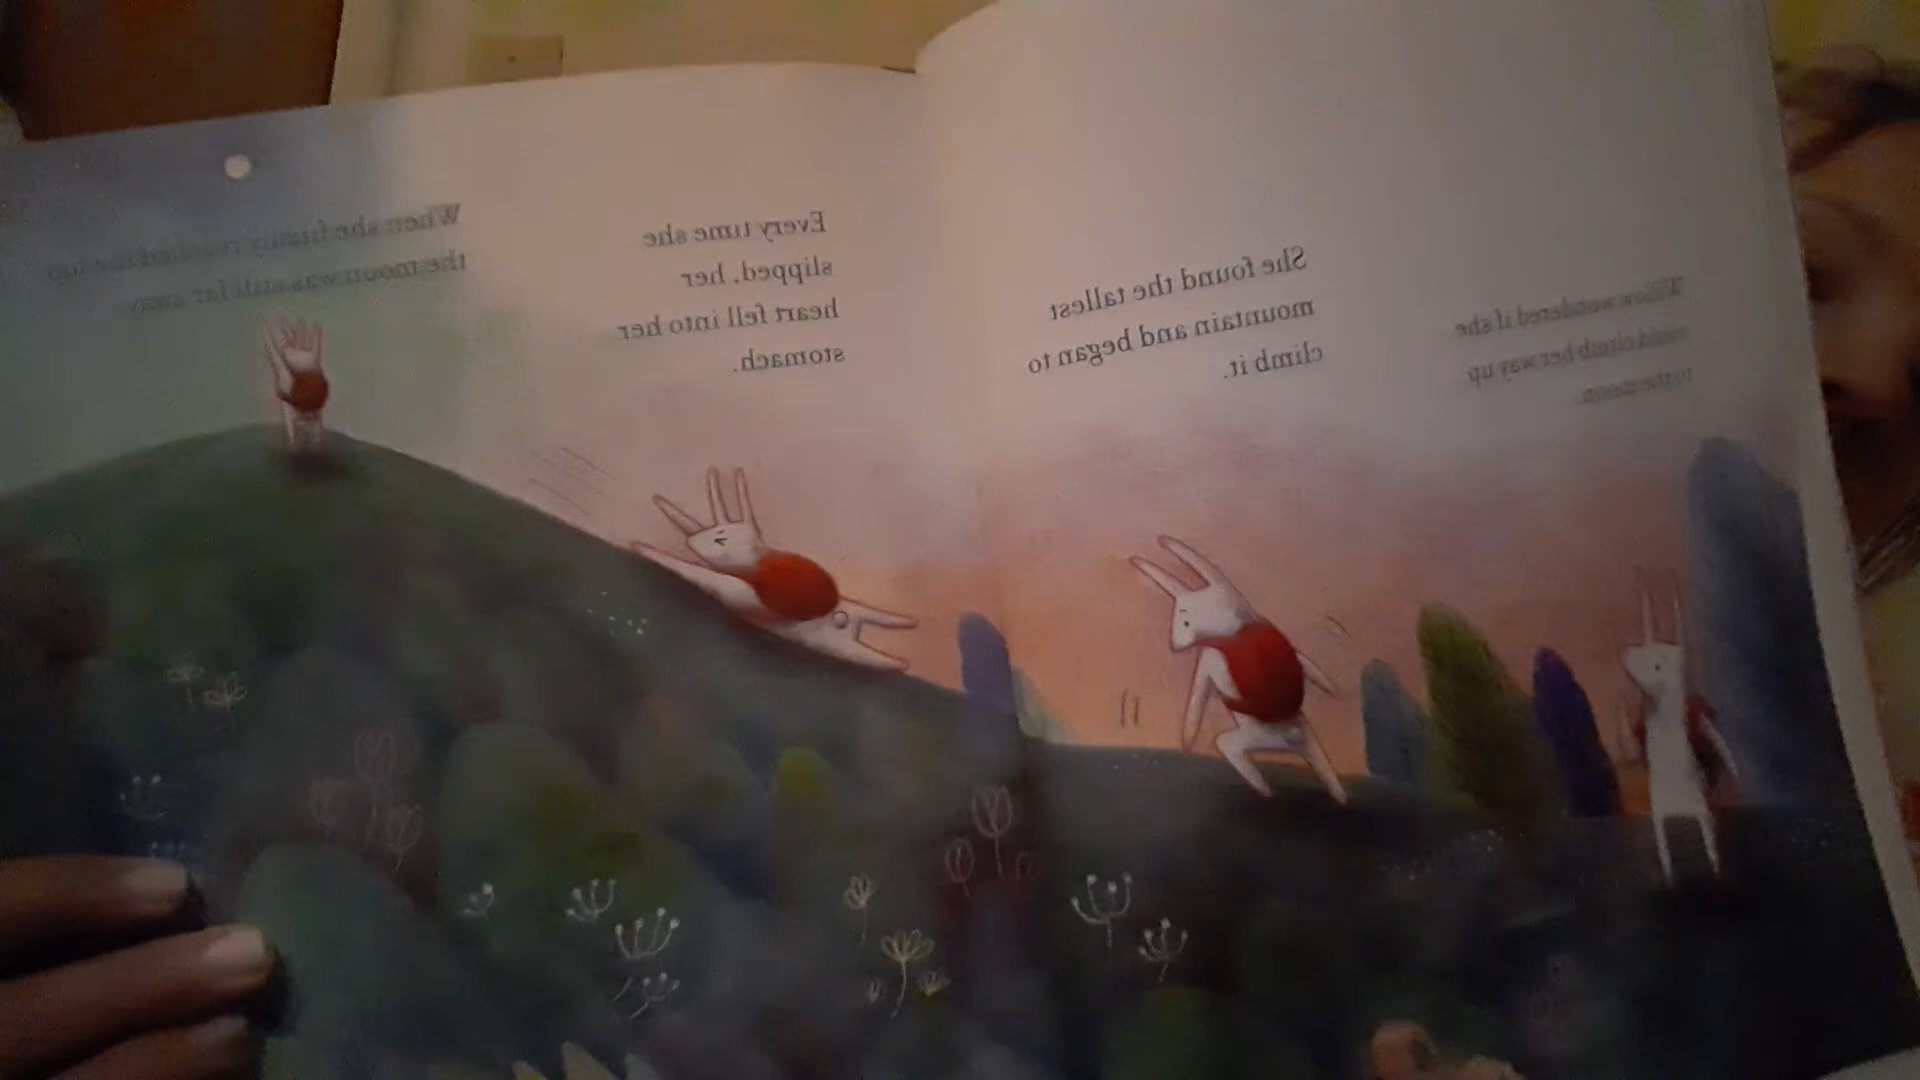 Willow wondered if she
could climb her way up
to the moon.
She found the tallest
mountain and began to
climb it.
Every time she
slipped, her
heart fell into her
stomach.
When she finally reached the top
the moon was still far away